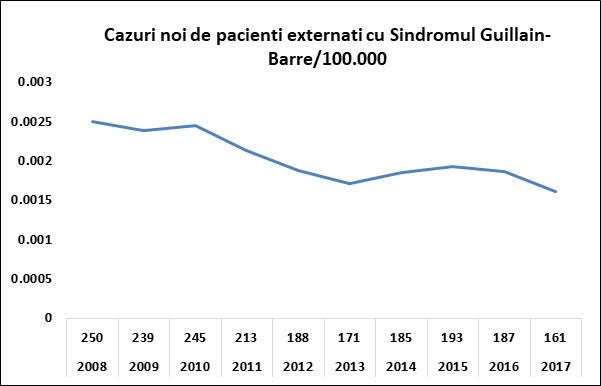 Cazuri noi de pacienti externati cu Sindromul Guillain-
Barre/100.000
0.003
0.0025
0.002
0.0015
0.001
0.0005
0
250 239 245 213 188 171 185 193 187 161
2008 2009 2010 2011 2012 2013 2014 2015 2016 2017